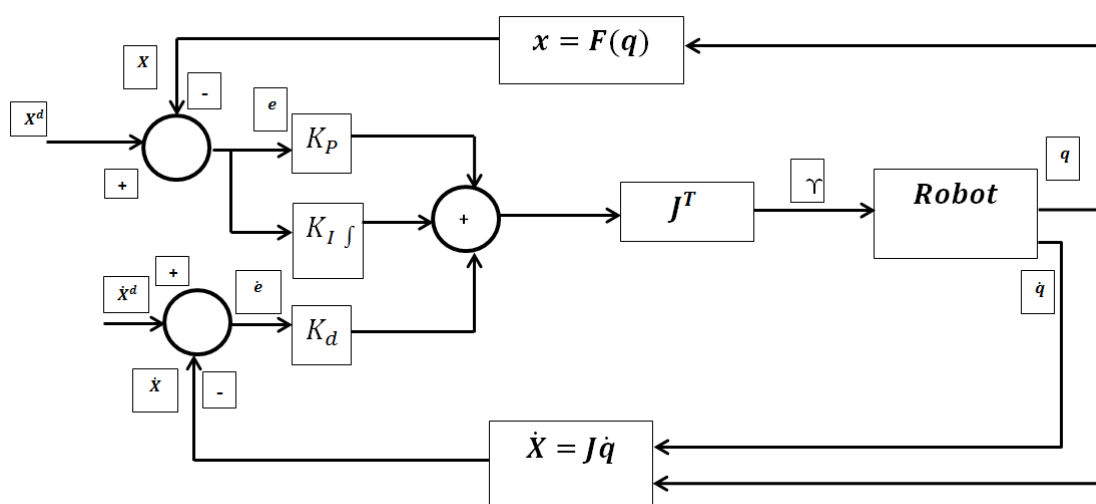 x = F(q)
X
-
X^d
e
K_P
+
q
ϒ
Robot
J^T
+
K_I ∫
+
Ẋ^d
ė
q̇
K_d
Ẋ
-
Ẋ = Jq̇